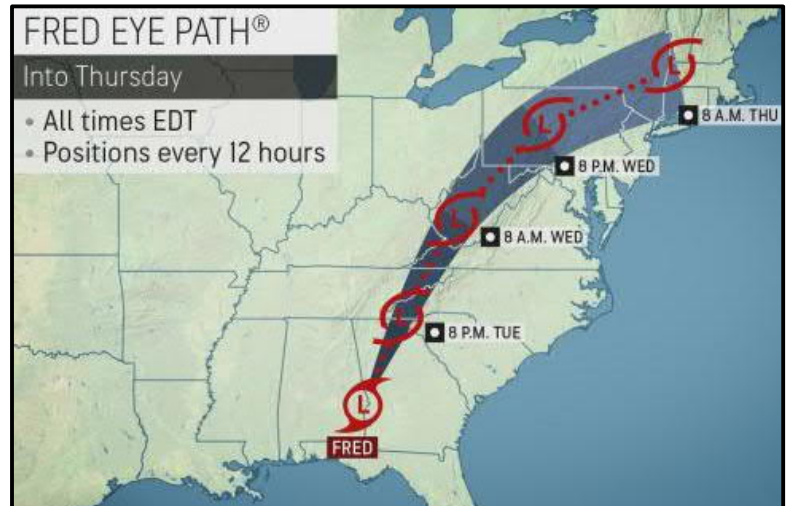 FRED EYE PATH®
Into Thursday
• All times EDT
• Positions every 12 hours
L
8 A.M. THU
L
8 P.M. WED
L
8 A.M. WED
L
8 P.M. TUE
L
FRED